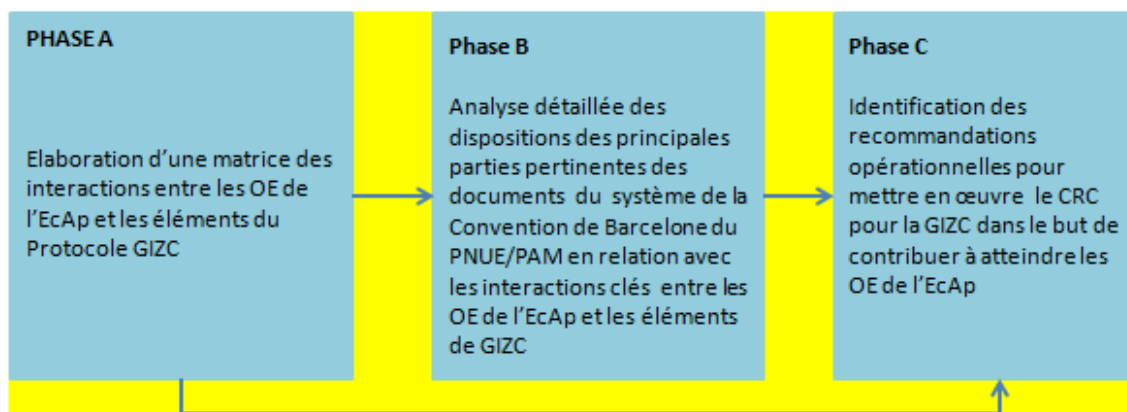 PHASE A
Elaboration d'une matrice des
interactions entre les OE de
l'EcAp et les éléments du
Protocole GIZC
Phase B
Analyse détaillée des
dispositions des principales
parties pertinentes des
documents du système de la
Convention de Barcelone du
PNUE/PAM en relation avec
les interactions clés entre les
OE de l'EcAp et les éléments
de GIZC
Phase C
Identification des
recommandations
opérationnelles pour
mettre en œuvre le CRC
pour la GIZC dans le but de
contribuer à atteindre les
OE de l'EcAp